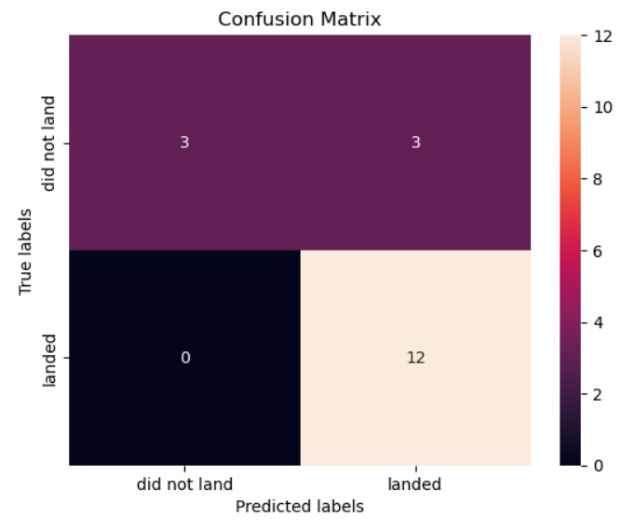 Confusion Matrix
True labels
did not land
landed
3
3
0
12
did not land
landed
Predicted labels
12
10
8
6
4
2
0